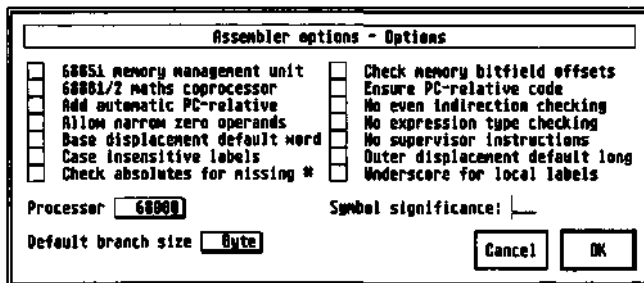 Assembler options - Options
68851 memory management unit
68881/2 maths coprocessor
Add automatic PC-relative
Allow narrow zero operands
Base displacement default word
Case insensitive labels
Check absolutes for missing #
Check memory bitfield offsets
Ensure PC-relative code
No even indirection checking
No expression type checking
No supervisor instructions
Outer displacement default long
Underscore for local labels
Processor 68000
Symbol significance:
Default branch size Byte
Cancel OK